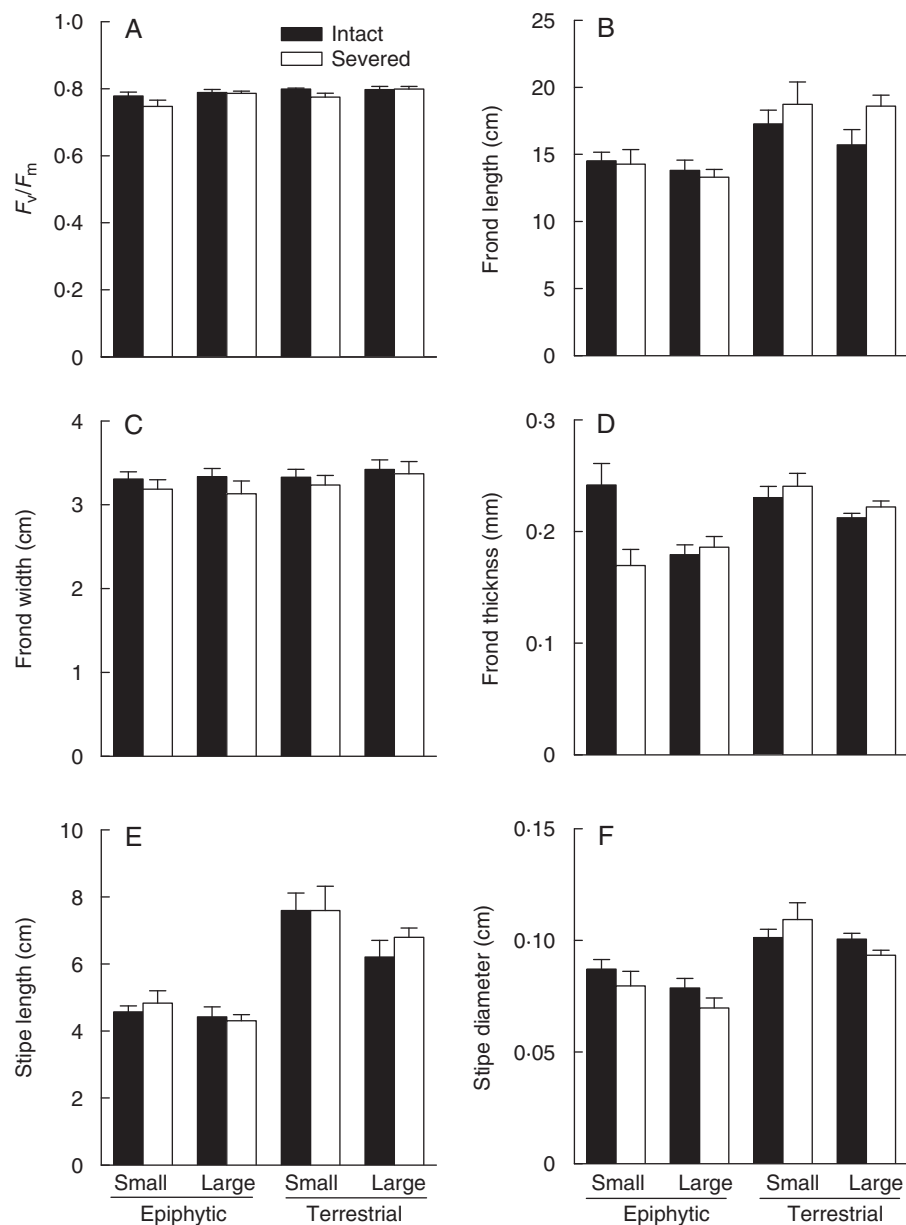 A
Intact
Severed
1·0
0·8
0·6
0·4
0·2
0
Fv/Fm
B
25
20
15
10
5
0
Frond length (cm)
C
4
3
2
1
0
Frond width (cm)
D
0·3
0·2
0·1
0
Frond thicknss (mm)
E
10
8
6
4
2
0
Stipe length (cm)
Small Large Small Large
Epiphytic Terrestrial
F
0·15
0·10
0·05
0
Stipe diameter (cm)
Small Large Small Large
Epiphytic Terrestrial